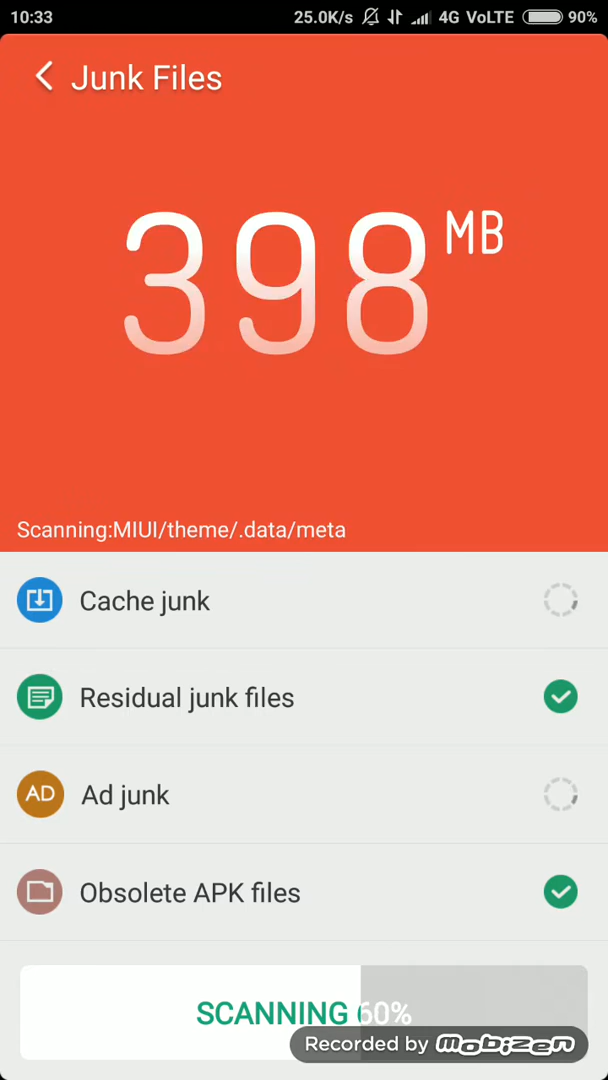 10:33 25.0K/s 4G VoLTE 90%
Junk Files
398 MB
Scanning:MIUI/theme/.data/meta
Cache junk
Residual junk files
AD Ad junk
Obsolete APK files
SCANNING 60%
Recorded by mobizen